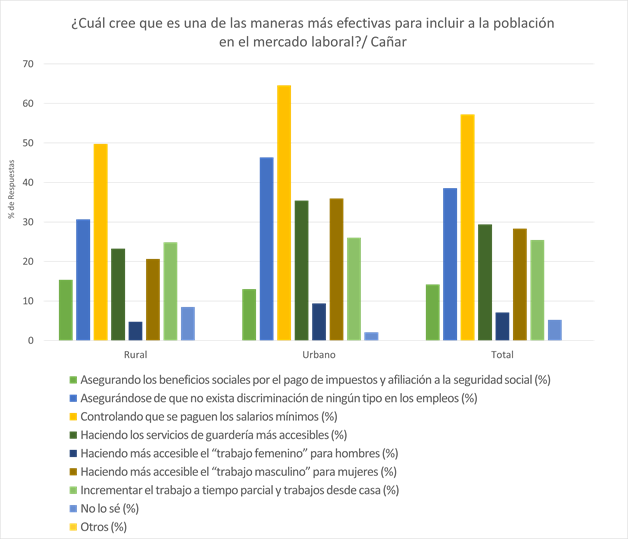 ¿Cuál cree que es una de las maneras más efectivas para incluir a la población
en el mercado laboral?/ Cañar
70
60
50
40
30
20
10
0
% de Respuestas
Rural
Urbano
Total
Asegurando los beneficios sociales por el pago de impuestos y afiliación a la seguridad social (%)
Asegurándose de que no exista discriminación de ningún tipo en los empleos (%)
Controlando que se paguen los salarios mínimos (%)
Haciendo los servicios de guardería más accesibles (%)
Haciendo más accesible el “trabajo femenino” para hombres (%)
Haciendo más accesible el “trabajo masculino” para mujeres (%)
Incrementar el trabajo a tiempo parcial y trabajos desde casa (%)
No lo sé (%)
Otros (%)